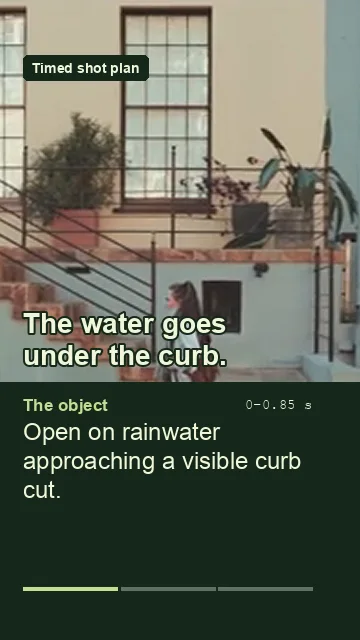 Timed shot plan
The water goes
under the curb.
The object
0–0.85 s
Open on rainwater
approaching a visible curb
cut.